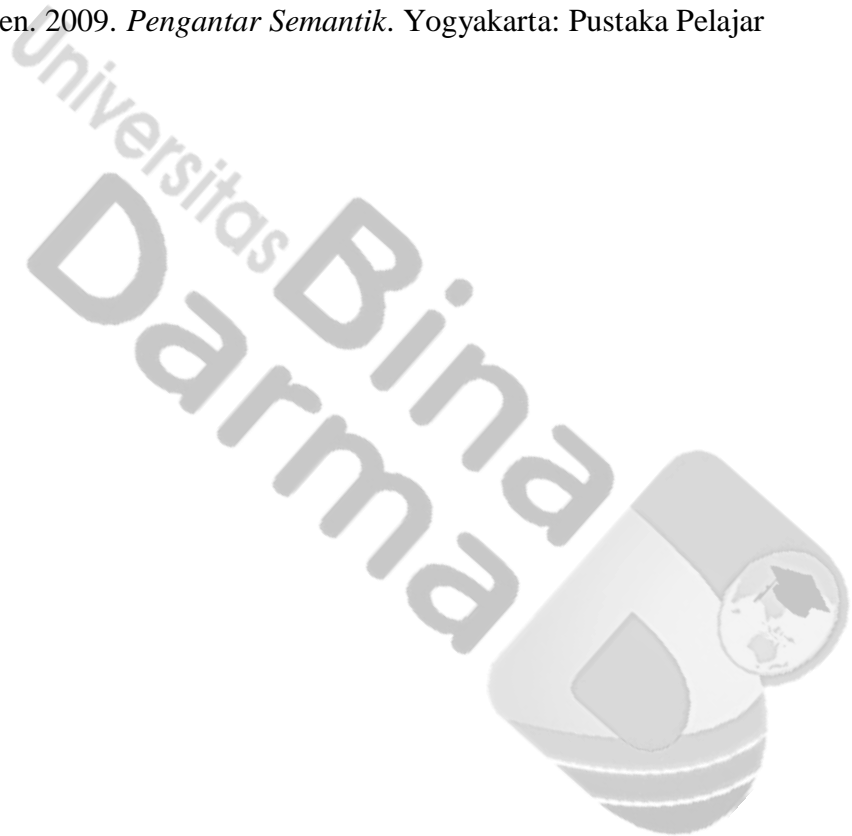 en. 2009. Pengantar Semantik. Yogyakarta: Pustaka Pelajar
Universitas
Bina
Darma